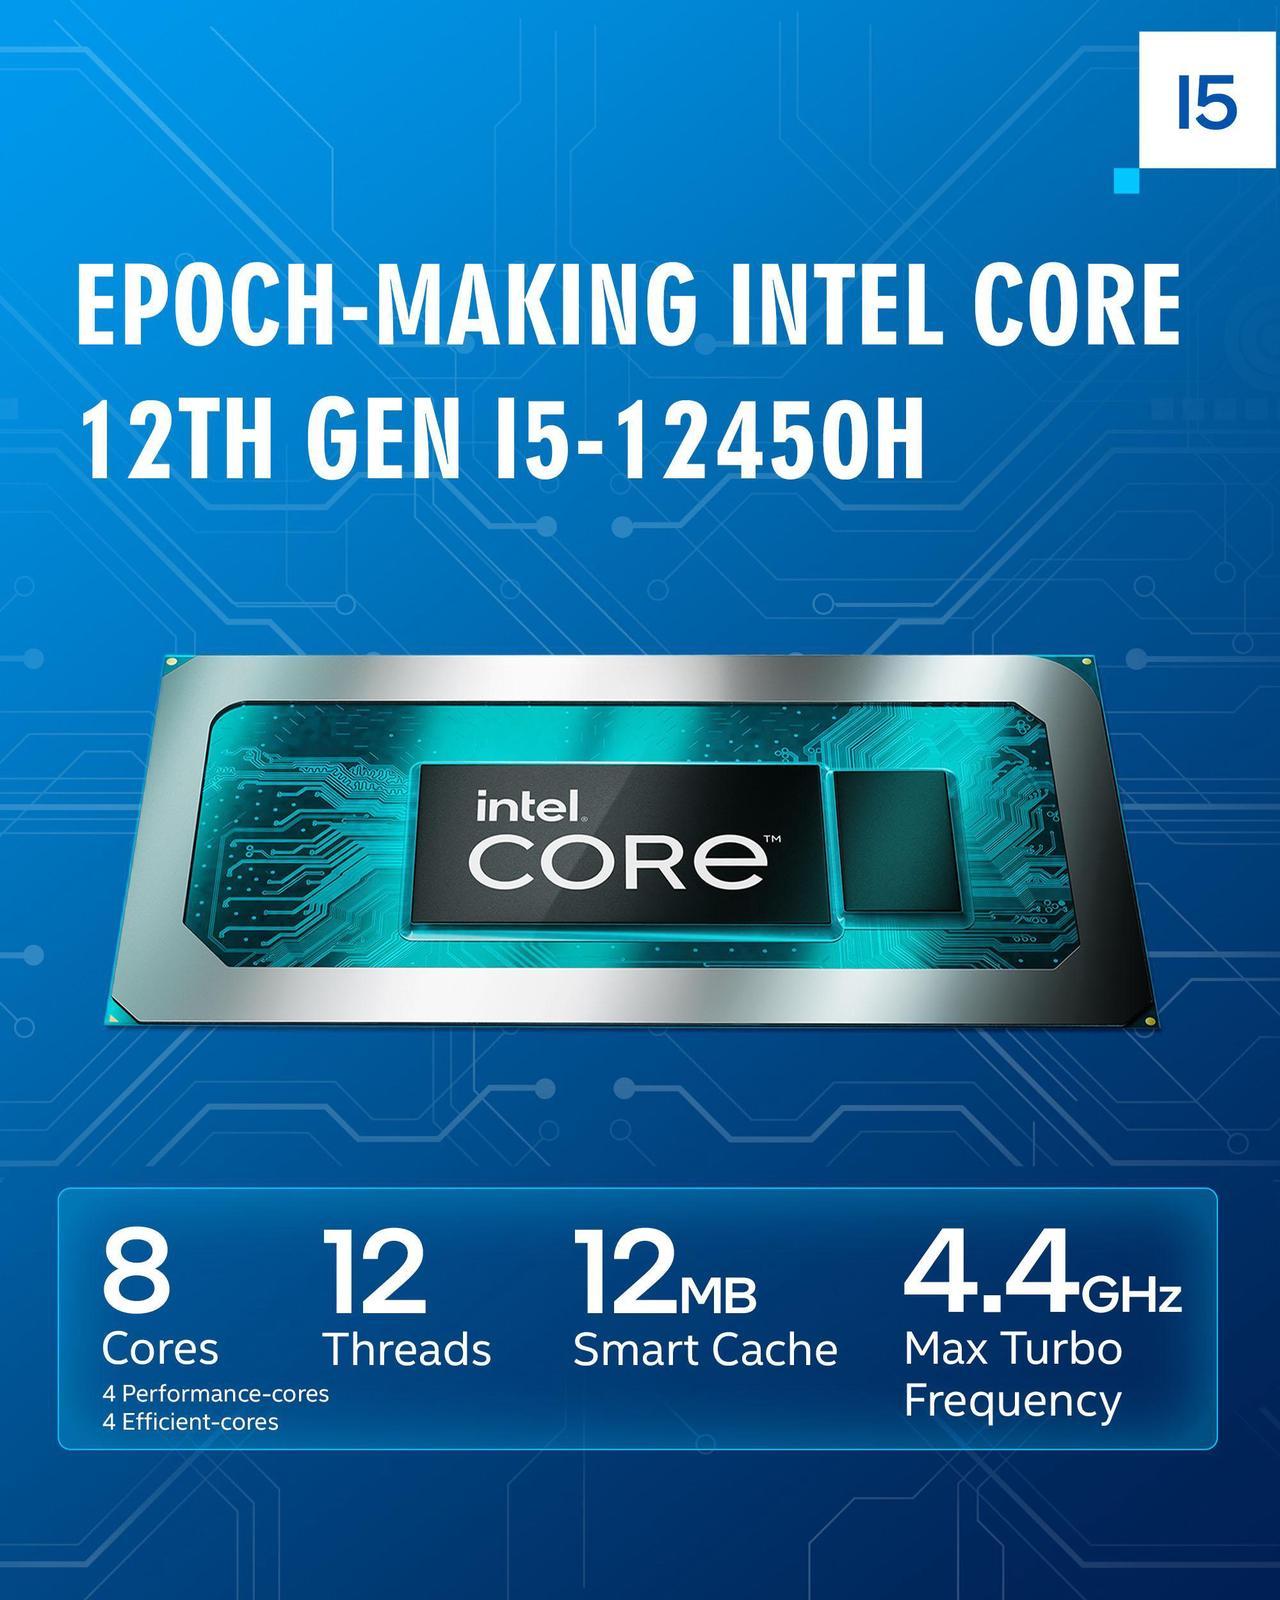 I5
EPOCH-MAKING INTEL CORE
12TH GEN I5-12450H
intel.
CORE™
8
Cores
4 Performance-cores
4 Efficient-cores
12
Threads
12MB
Smart Cache
4.4GHz
Max Turbo
Frequency